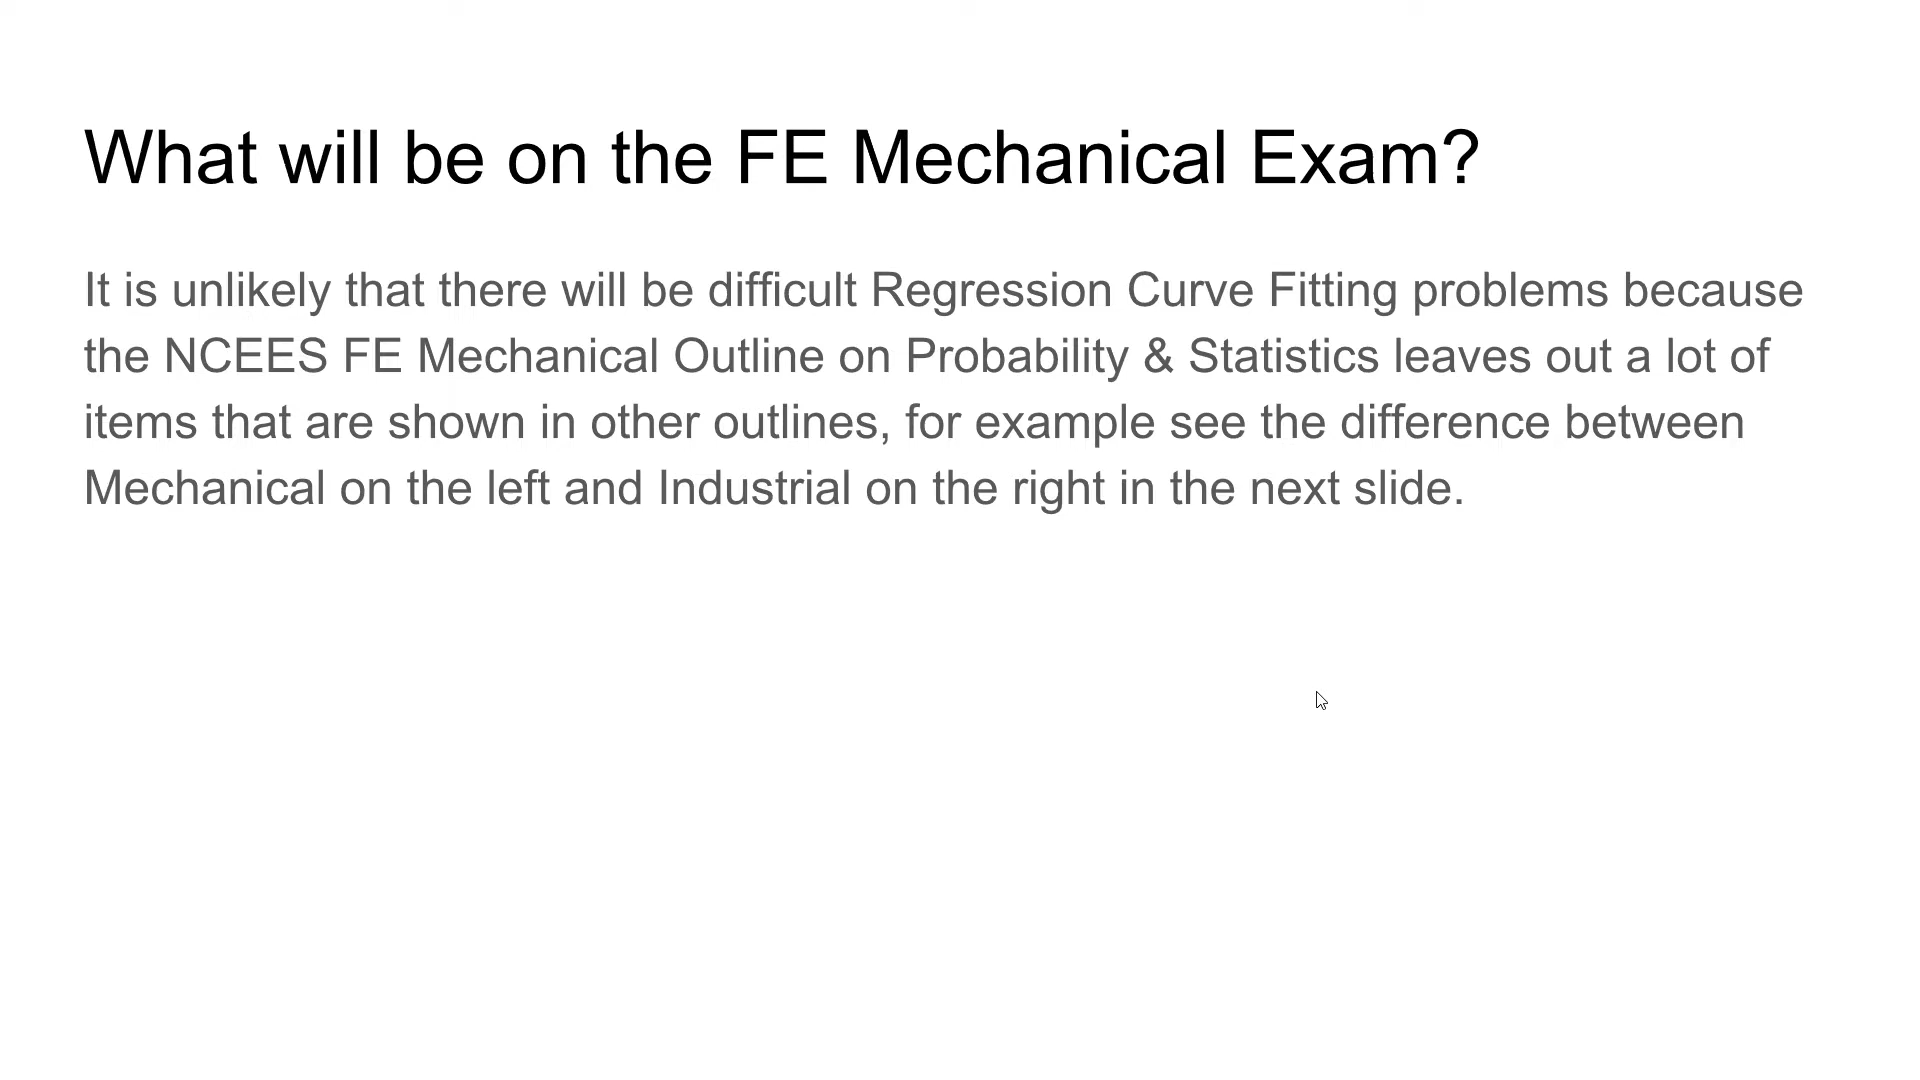 What will be on the FE Mechanical Exam?
It is unlikely that there will be difficult Regression Curve Fitting problems because
the NCEES FE Mechanical Outline on Probability & Statistics leaves out a lot of
items that are shown in other outlines, for example see the difference between
Mechanical on the left and Industrial on the right in the next slide.